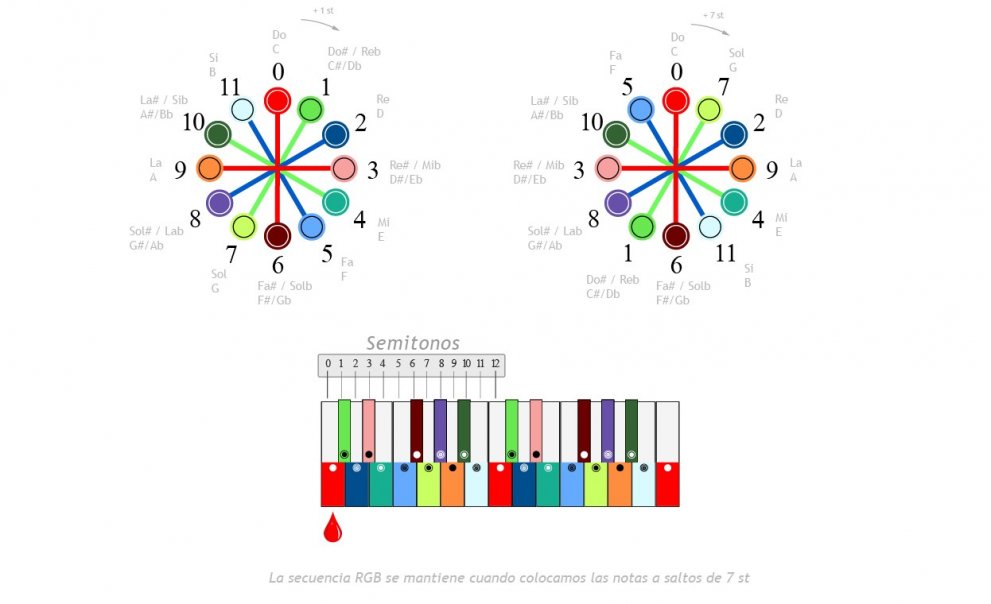 + 1 st
Do
C
0
Do# / Reb
C#/Db
1
Re
D
2
Re# / Mib
D#/Eb
3
4
Mi
E
5
Fa
F
6
Fa# / Solb
F#/Gb
7
Sol
G
8
Sol# / Lab
G#/Ab
La
A
9
La# / Sib
A#/Bb
10
Si
B
11
+ 7 st
Do
C
0
Sol
G
7
Re
D
2
La
A
9
4
Mi
E
11
Si
B
6
Fa# / Solb
F#/Gb
1
Do# / Reb
C#/Db
8
Sol# / Lab
G#/Ab
Re# / Mib
D#/Eb
3
La# / Sib
A#/Bb
10
Fa
F
5
Semitonos
0 1 2 3 4 5 6 7 8 9 10 11 12
La secuencia RGB se mantiene cuando colocamos las notas a saltos de 7 st